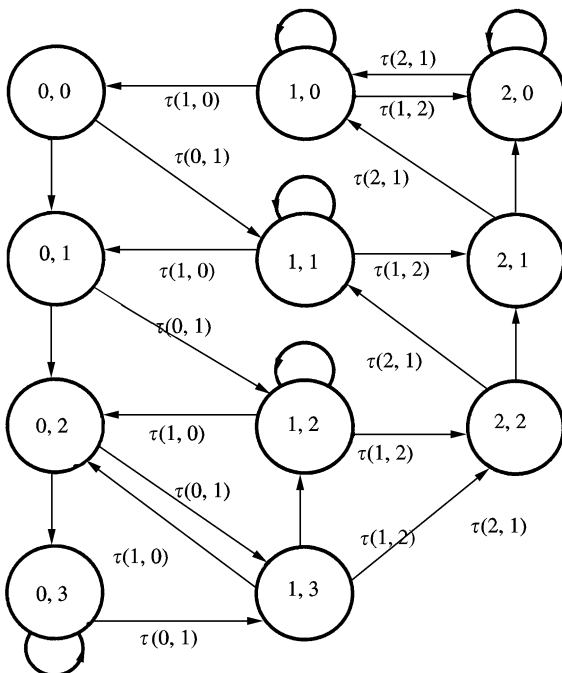 τ(2, 1)
0, 0
1, 0
2, 0
τ(1, 0)
τ(1, 2)
τ(0, 1)
τ(2, 1)
0, 1
1, 1
2, 1
τ(1, 0)
τ(1, 2)
τ(0, 1)
τ(2, 1)
0, 2
1, 2
2, 2
τ(1, 0)
τ(1, 2)
τ(0, 1)
τ(2, 1)
τ(1, 2)
τ(1, 0)
0, 3
1, 3
τ(0, 1)